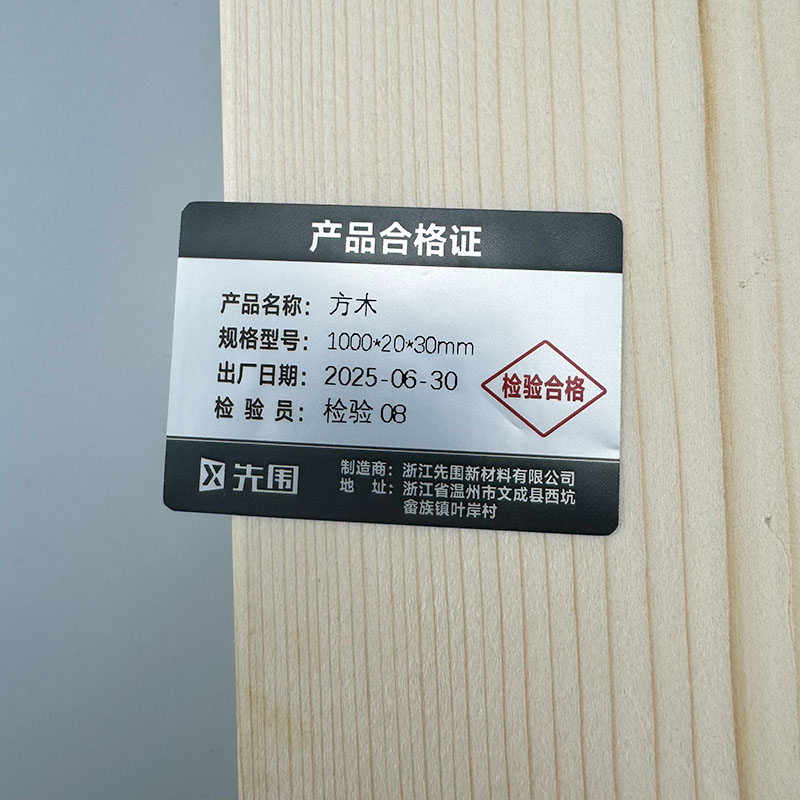 产品合格证
产品名称：方木
规格型号：1000*20*30mm
出厂日期：2025-06-30
检验员：检验 08
检验合格
先围
制造商：浙江先围新材料有限公司
地址：浙江省温州市文成县西坑
畲族镇叶岸村